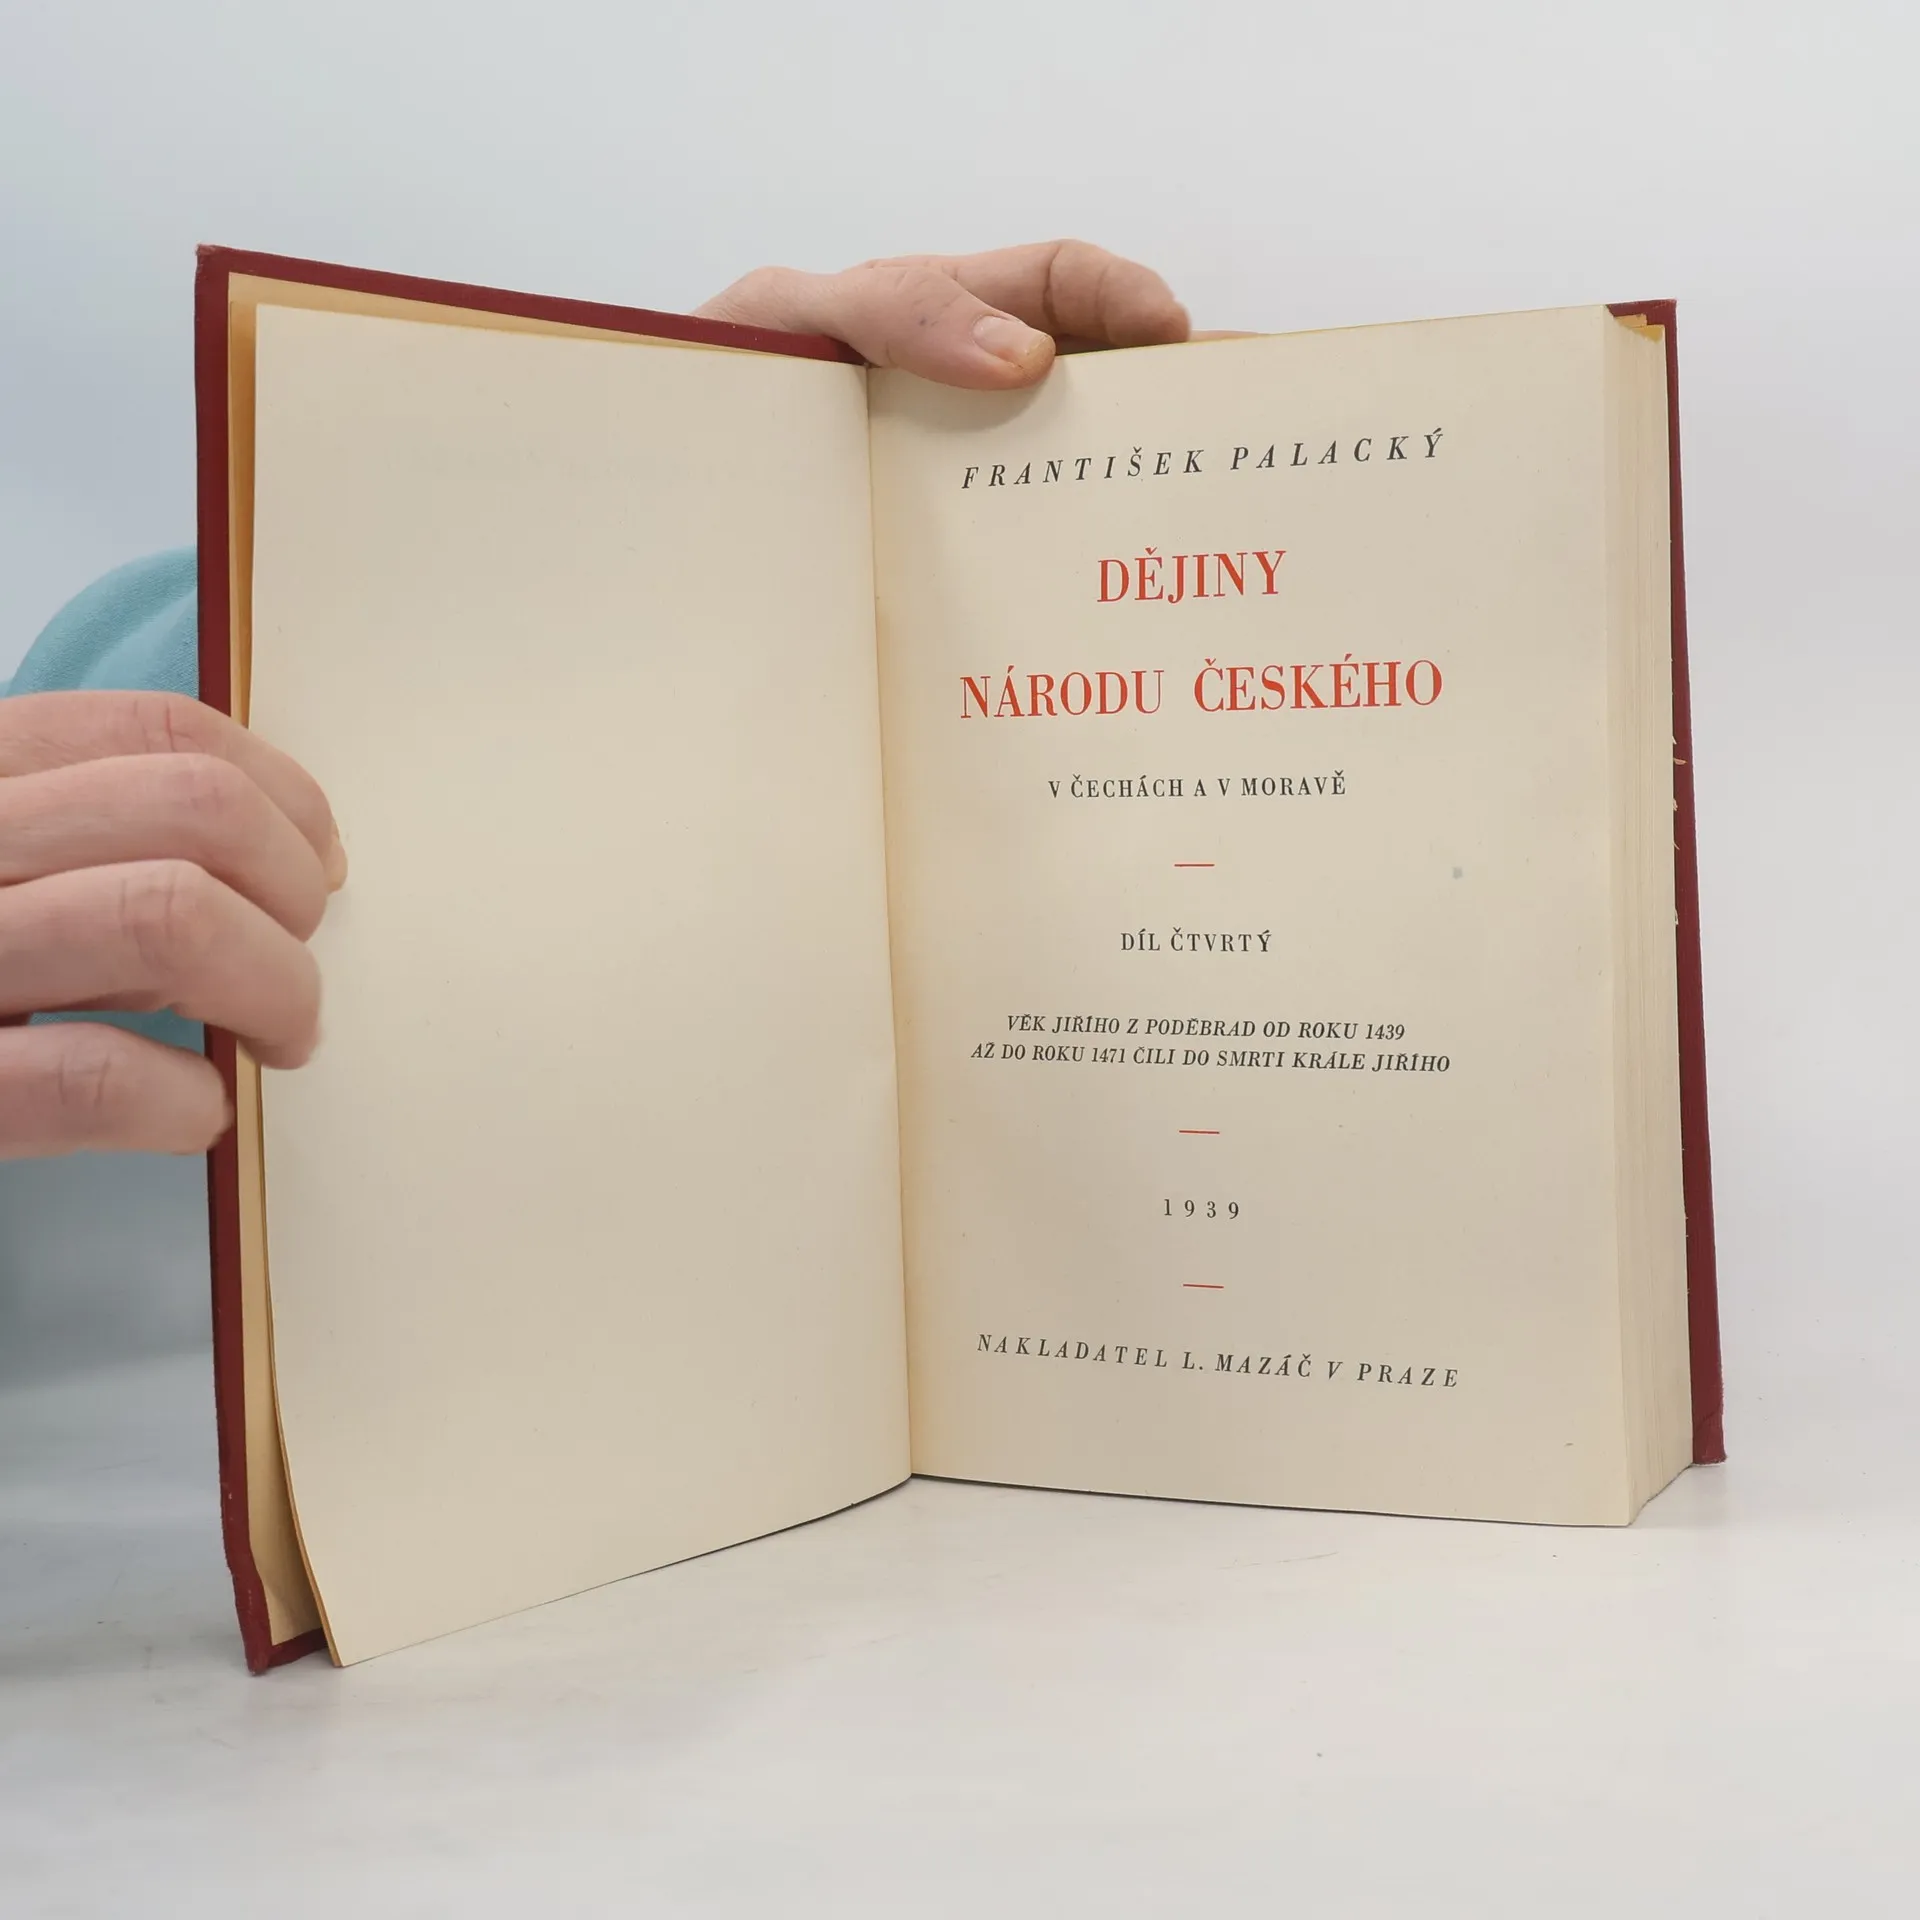 FRANTIŠEK PALACKÝ
DĚJINY
NÁRODU ČESKÉHO
V ČECHÁCH A V MORAVĚ
DÍL ČTVRTÝ
VĚK JIŘÍHO Z PODĚBRAD OD ROKU 1439
AŽ DO ROKU 1471 ČILI DO SMRTI KRÁLE JIŘÍHO
1939
NAKLADATEL L. MAZÁČ V PRAZE